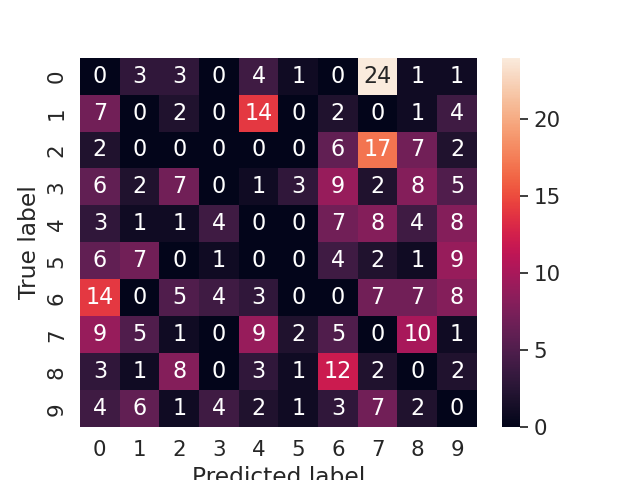 0 0 3 3 0 4 1 0 24 1 1
1 7 0 2 0 14 0 2 0 1 4
2 2 0 0 0 0 0 6 17 7 2
3 6 2 7 0 1 3 9 2 8 5
4 3 1 1 4 0 0 7 8 4 8
5 6 7 0 1 0 0 4 2 1 9
6 14 0 5 4 3 0 0 7 7 8
7 9 5 1 0 9 2 5 0 10 1
8 3 1 8 0 3 1 12 2 0 2
9 4 6 1 4 2 1 3 7 2 0
0 1 2 3 4 5 6 7 8 9
Predicted label
True label
20
15
10
5
0